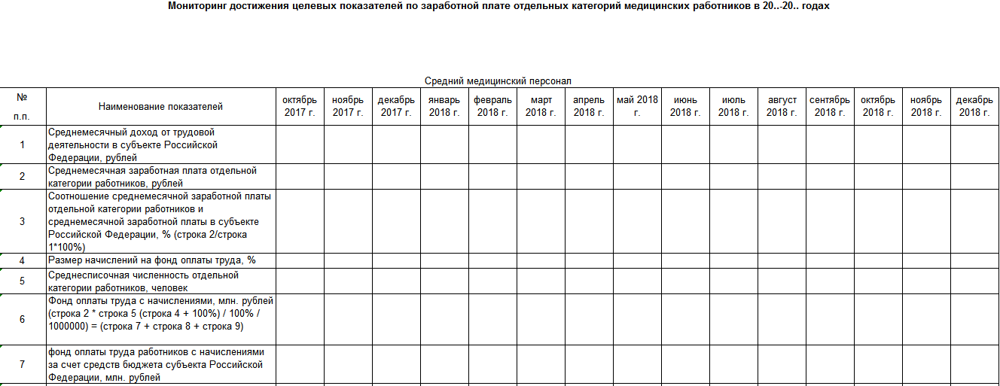 Мониторинг достижения целевых показателей по заработной плате отдельных категорий медицинских работников в 20..-20.. годах
Средний медицинский персонал
№
п.п.
Наименование показателей
октябрь
2017 г.
ноябрь
2017 г.
декабрь
2017 г.
январь
2018 г.
февраль
2018 г.
март
2018 г.
апрель
2018 г.
май 2018
г.
июнь
2018 г.
июль
2018 г.
август
2018 г.
сентябрь
2018 г.
октябрь
2018 г.
ноябрь
2018 г.
декабрь
2018 г.
1
Среднемесячный доход от трудовой
деятельности в субъекте Российской
Федерации, рублей
2
Среднемесячная заработная плата отдельной
категории работников, рублей
3
Соотношение среднемесячной заработной платы
отдельной категории работников и
среднемесячной заработной платы в субъекте
Российской Федерации, % (строка 2/строка
1*100%)
4
Размер начислений на фонд оплаты труда, %
5
Среднесписочная численность отдельной
категории работников, человек
6
Фонд оплаты труда с начислениями, млн. рублей
(строка 2 * строка 5 (строка 4 + 100%) / 100% /
1000000) = (строка 7 + строка 8 + строка 9)
7
фонд оплаты труда работников с начислениями
за счет средств бюджета субъекта Российской
Федерации, млн. рублей